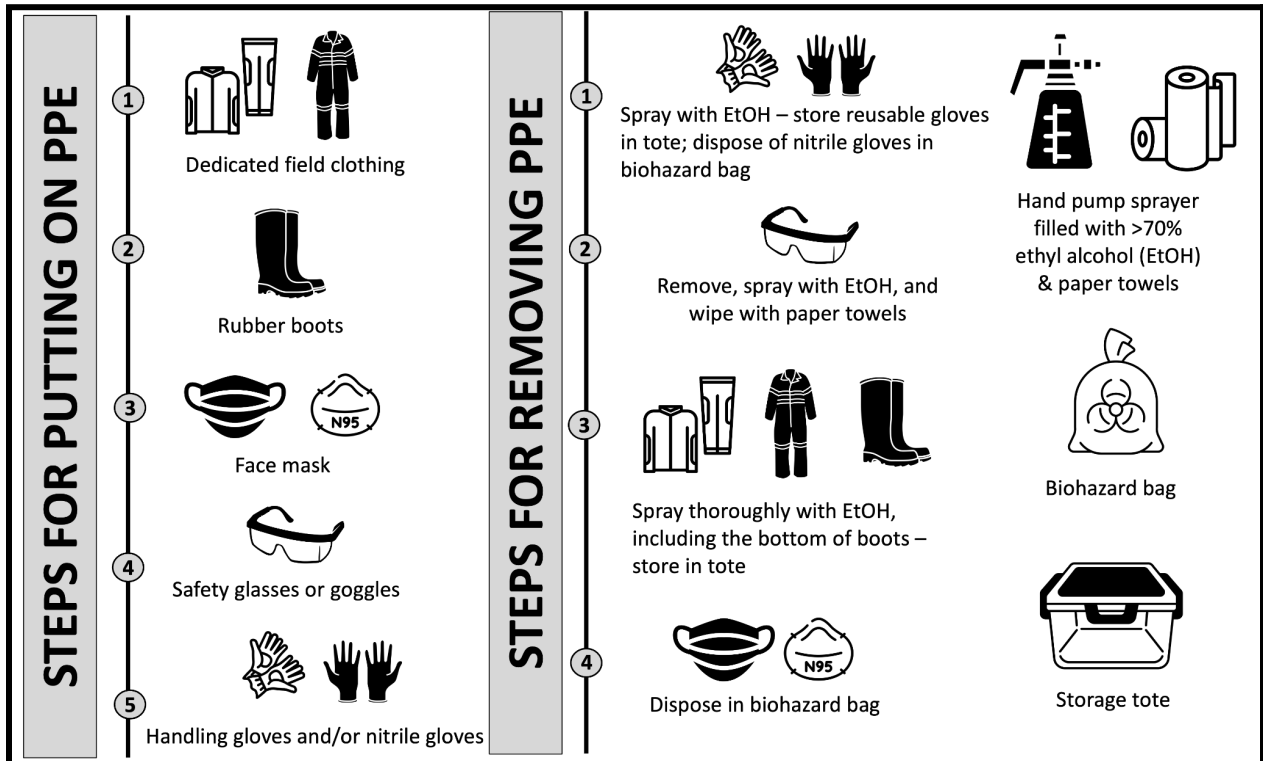 STEPS FOR PUTTING ON PPE
1
Dedicated field clothing
2
Rubber boots
3
N95
Face mask
4
Safety glasses or goggles
5
Handling gloves and/or nitrile gloves
STEPS FOR REMOVING PPE
1
Spray with EtOH – store reusable gloves
in tote; dispose of nitrile gloves in
biohazard bag
2
Remove, spray with EtOH, and
wipe with paper towels
3
Spray thoroughly with EtOH,
including the bottom of boots –
store in tote
4
N95
Dispose in biohazard bag
Hand pump sprayer
filled with >70%
ethyl alcohol (EtOH)
& paper towels
Biohazard bag
Storage tote